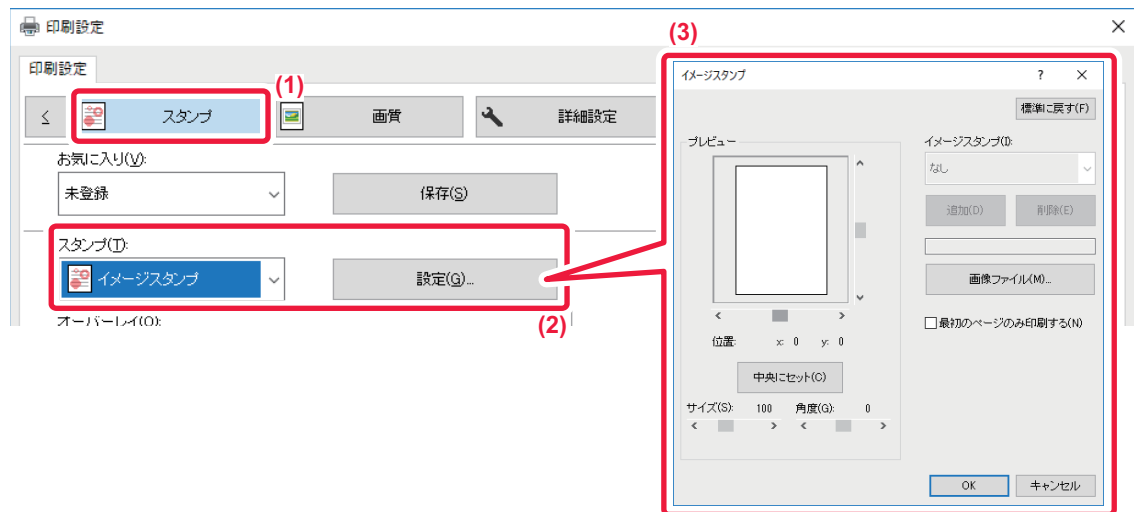 印刷設定
印刷設定
(1)
スタンプ
画質
詳細設定
お気に入り(V):
未登録
保存(S)
スタンプ(T):
イメージスタンプ
設定(G)...
(2)
オーバーレイ(O):
(3)
イメージスタンプ
?
標準に戻す(F)
プレビュー
位置: x: 0 y: 0
中央にセット(C)
サイズ(S): 100 角度(G): 0
イメージスタンプ(I):
なし
追加(D) 削除(E)
画像ファイル(M)...
最初のページのみ印刷する(N)
OK キャンセル